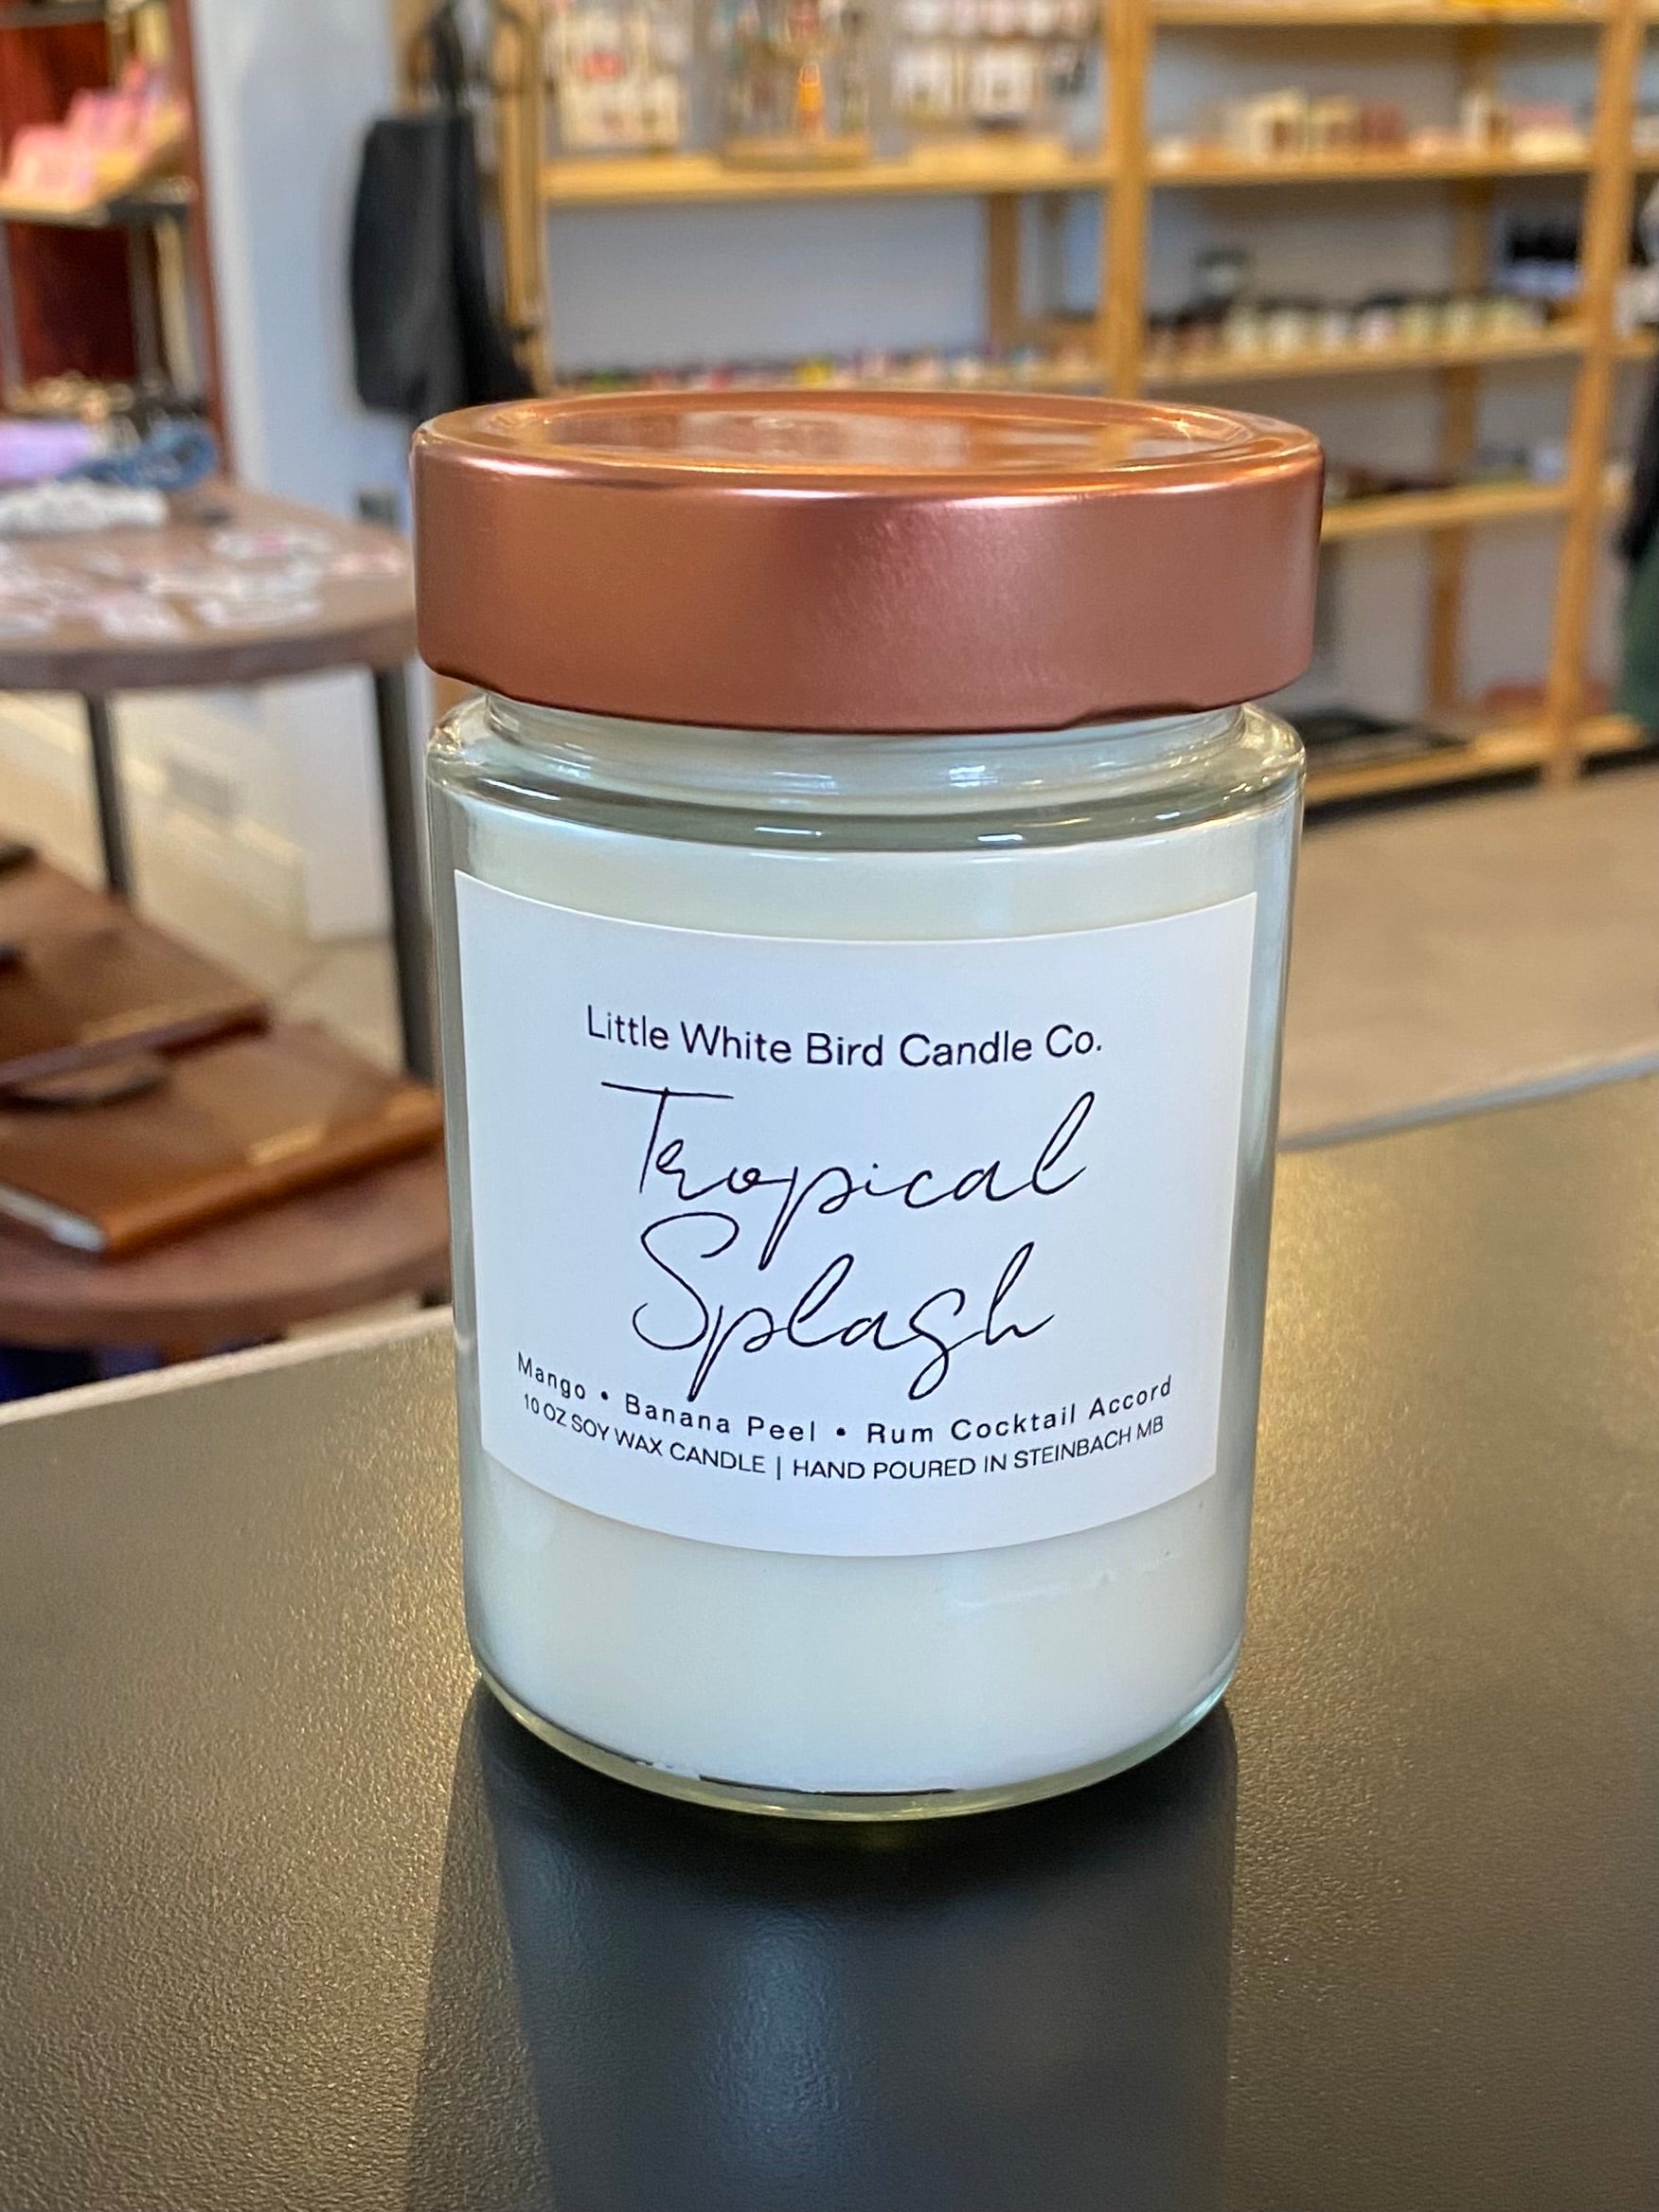 Little White Bird Candle Co.
Tropical
Splash
Mango • Banana Peel • Rum Cocktail Accord
10 OZ SOY WAX CANDLE | HAND POURED IN STEINBACH MB